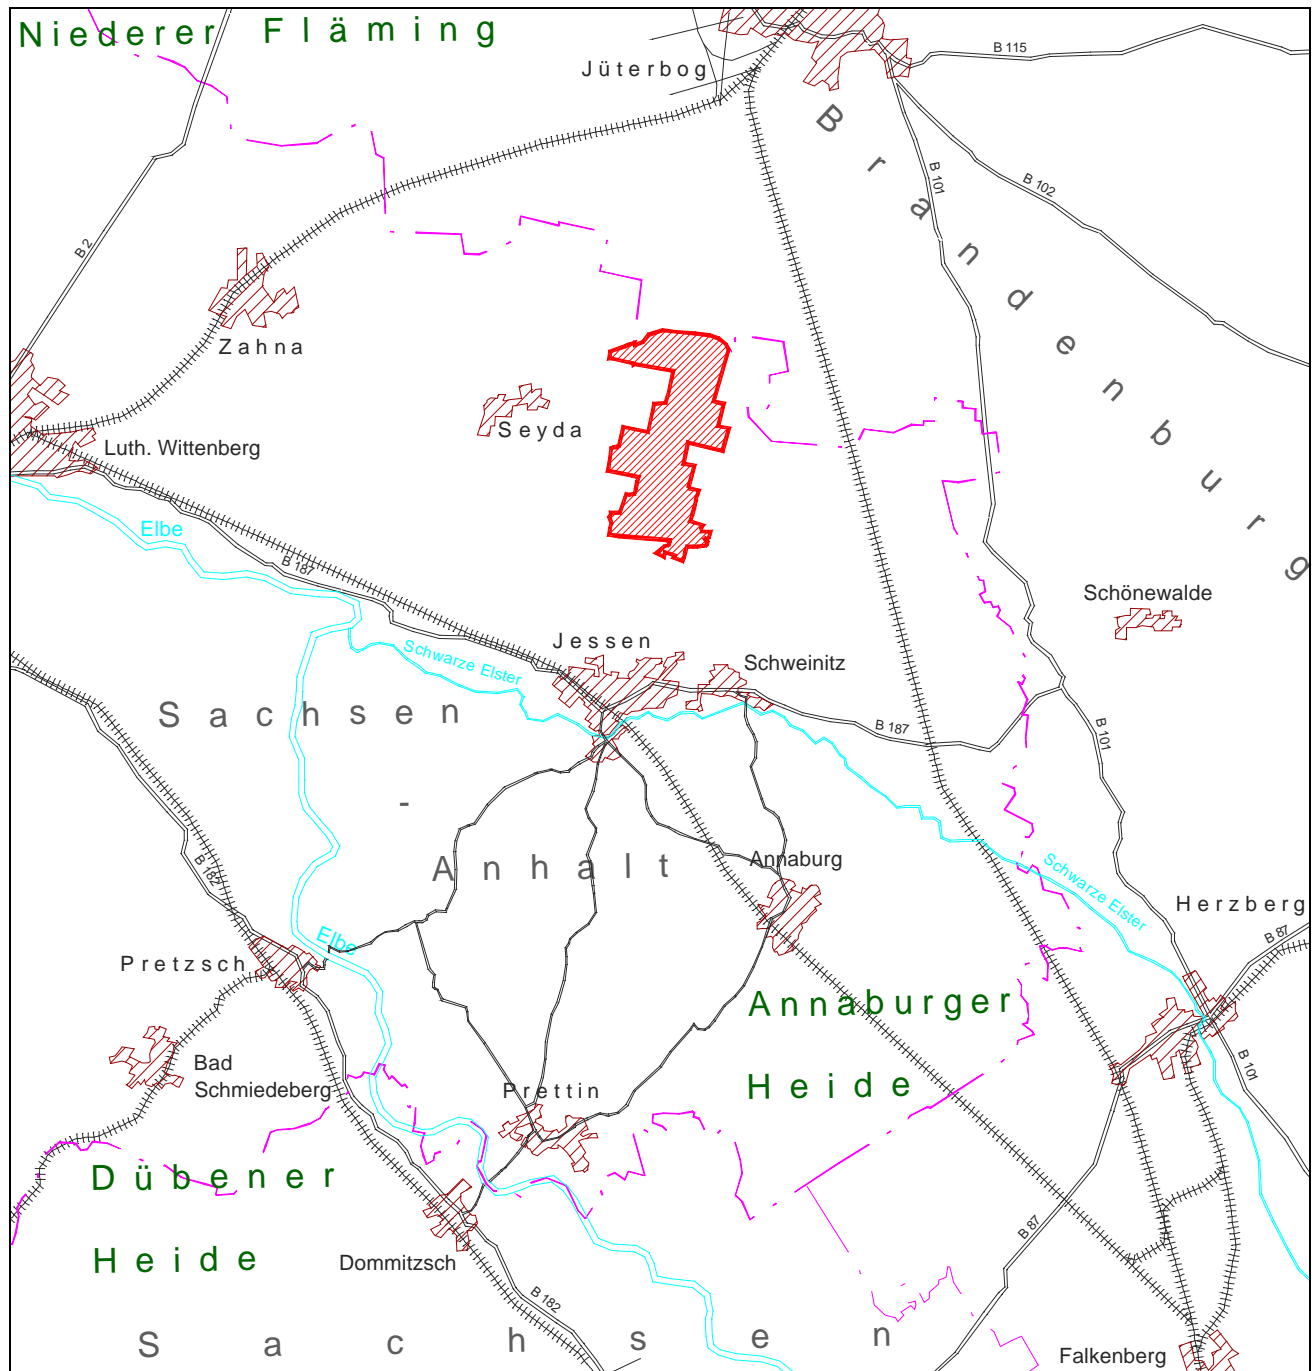 Niederer Fläming
B 115
Jüterbog
Brandenburg
B 101
B 102
B 2
Zahna
Seyda
Luth. Wittenberg
Elbe
B 187
Schönewalde
Jessen
Schweinitz
Schwarze Elster
Sachsen
-
Anhalt
B 187
B 101
B 182
Annaburg
Schwarze Elster
Herzberg
B 87
Elbe
Pretzsch
Annaburger
Heide
Bad
Schmiedeberg
B 101
Prettin
Dübener
Heide
B 87
Dommitzsch
B 182
Sachsen
Falkenberg